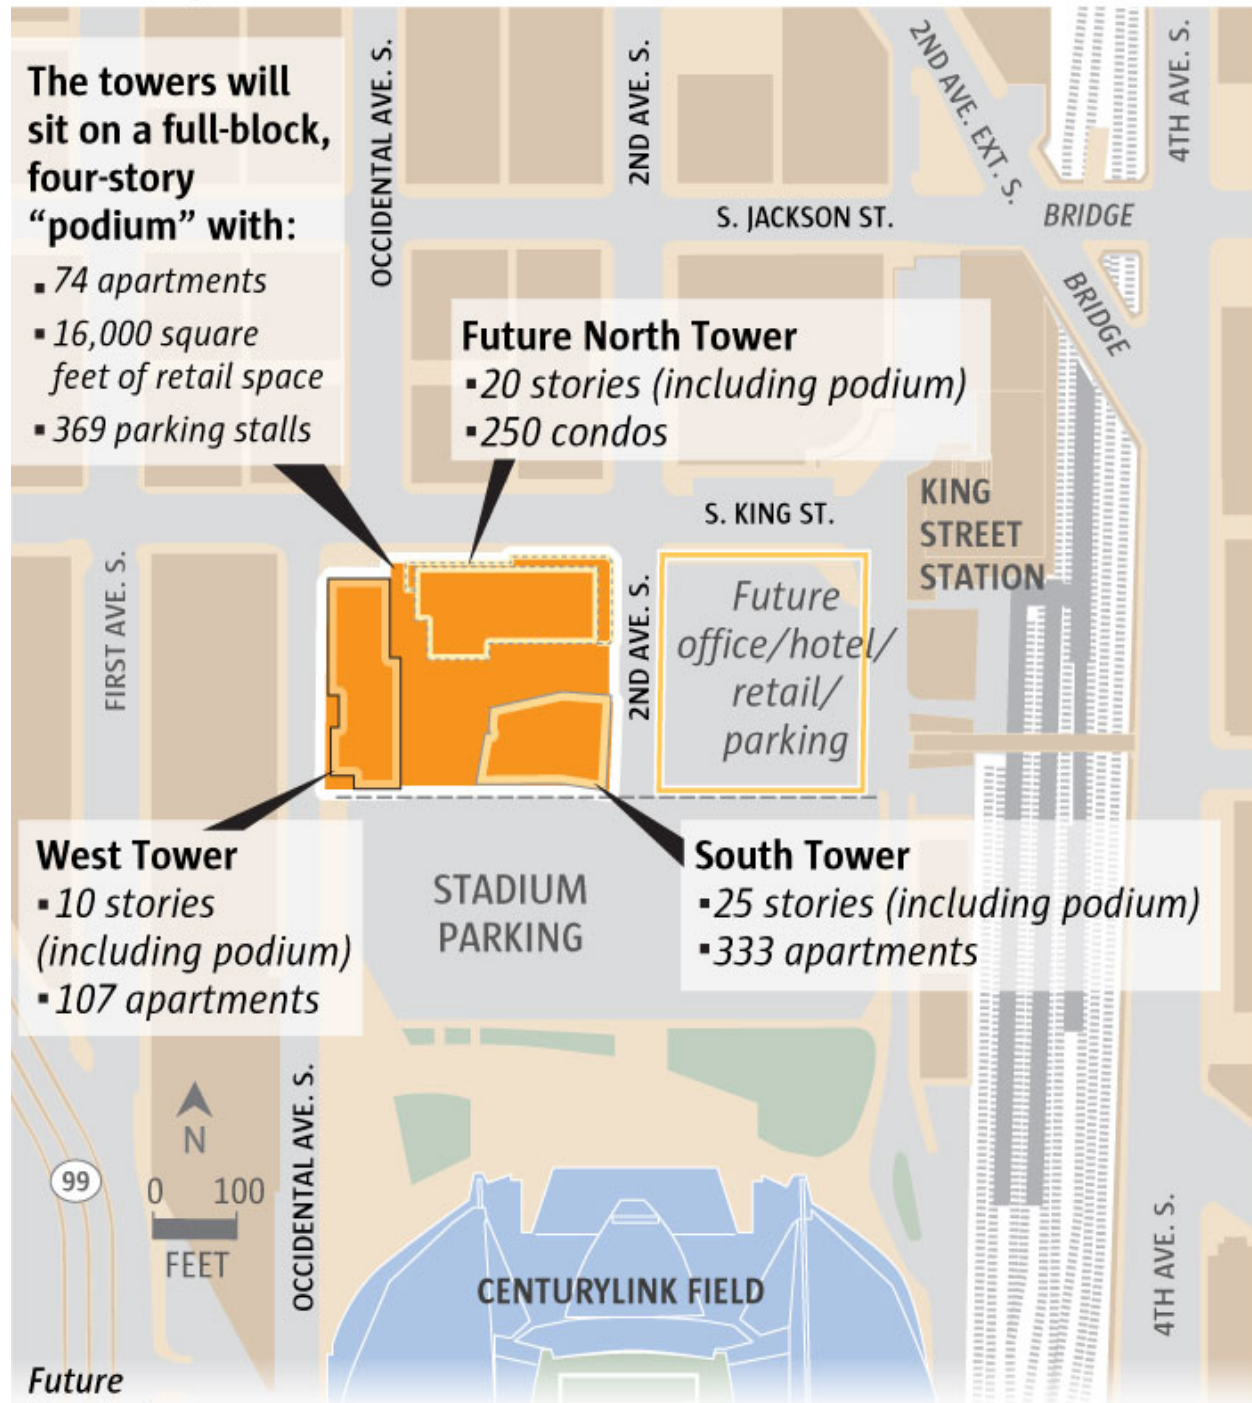 The towers will
sit on a full-block,
four-story
“podium” with:
▪ 74 apartments
▪ 16,000 square
feet of retail space
▪ 369 parking stalls
OCCIDENTAL AVE. S.
2ND AVE. S.
2ND AVE. EXT. S.
4TH AVE. S.
S. JACKSON ST.
BRIDGE
BRIDGE
Future North Tower
▪ 20 stories (including podium)
▪ 250 condos
S. KING ST.
KING
STREET
STATION
FIRST AVE. S.
2ND AVE. S.
Future
office/hotel/
retail/
parking
West Tower
▪ 10 stories
(including podium)
▪ 107 apartments
STADIUM
PARKING
South Tower
▪ 25 stories (including podium)
▪ 333 apartments
N
0 100
FEET
99
OCCIDENTAL AVE. S.
CENTURYLINK FIELD
4TH AVE. S.
Future